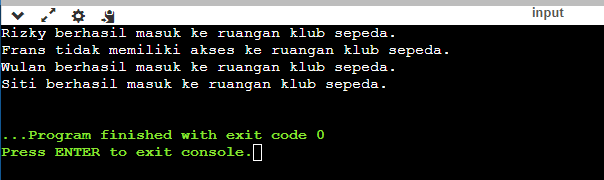 input
Rizky berhasil masuk ke ruangan klub sepeda.
Frans tidak memiliki akses ke ruangan klub sepeda.
Wulan berhasil masuk ke ruangan klub sepeda.
Siti berhasil masuk ke ruangan klub sepeda.
...Program finished with exit code 0
Press ENTER to exit console.